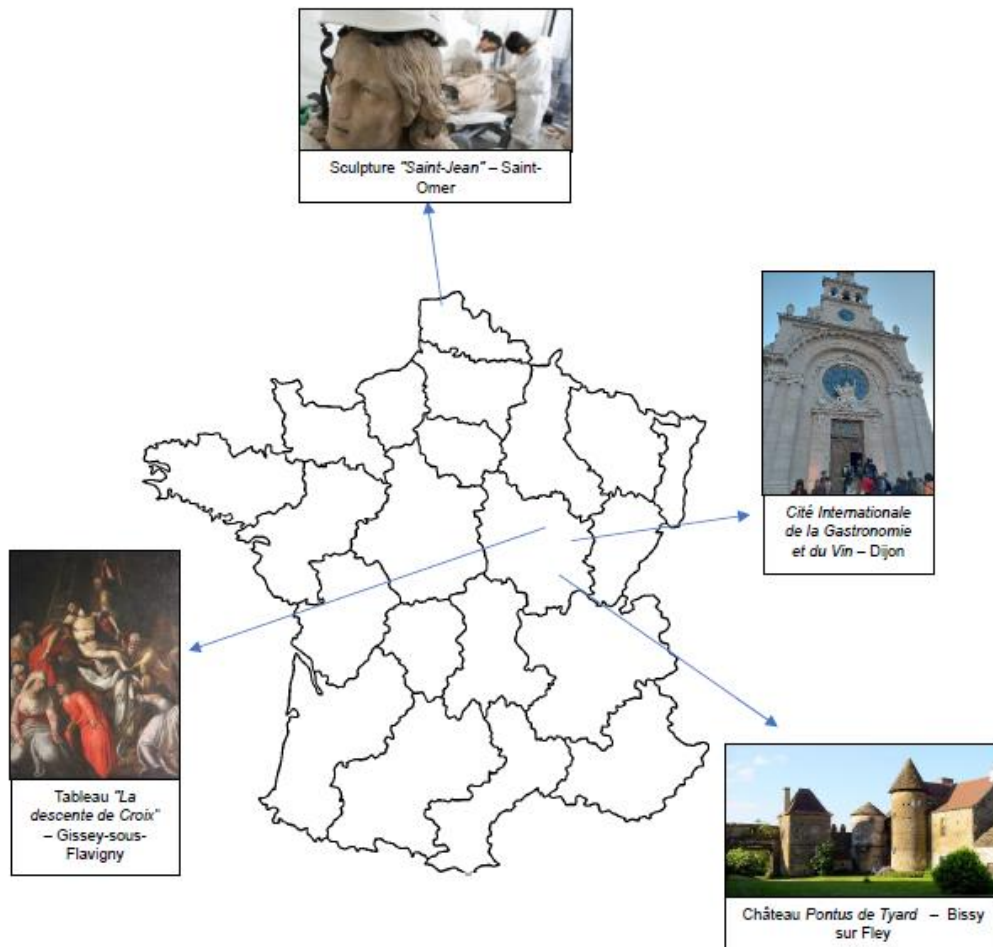 Sculpture "Saint-Jean" – Saint-
Omer
Cité Internationale
de la Gastronomie
et du Vin – Dijon
Tableau "La
descente de Croix"
– Gissey-sous-
Flavigny
Château Pontus de Tyard – Bissy
sur Fley